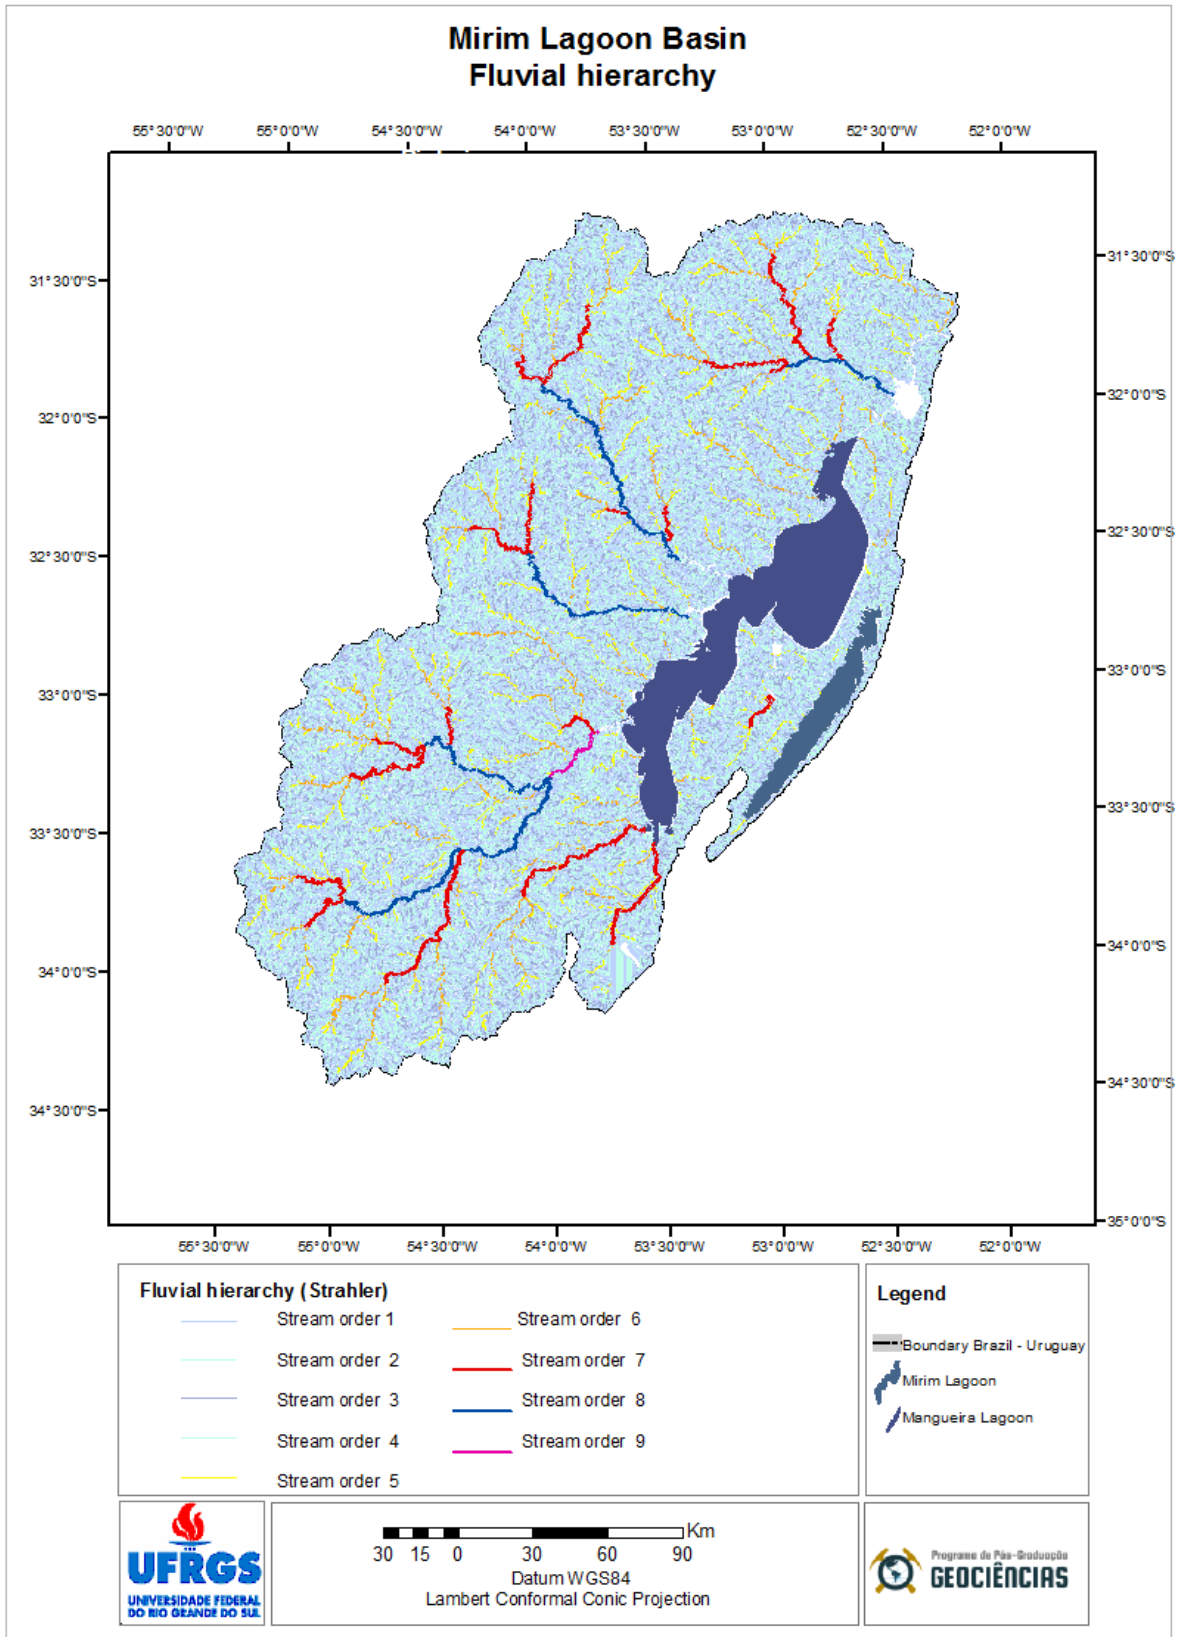 Mirim Lagoon Basin
Fluvial hierarchy
55°30'0"W 55°0'0"W 54°30'0"W 54°0'0"W 53°30'0"W 53°0'0"W 52°30'0"W 52°0'0"W
31°30'0"S
31°30'0"S
32°0'0"S
32°0'0"S
32°30'0"S
32°30'0"S
33°0'0"S
33°0'0"S
33°30'0"S
33°30'0"S
34°0'0"S
34°0'0"S
34°30'0"S
34°30'0"S
35°0'0"S
55°30'0"W 55°0'0"W 54°30'0"W 54°0'0"W 53°30'0"W 53°0'0"W 52°30'0"W 52°0'0"W
Fluvial hierarchy (Strahler)
Stream order 1
Stream order 2
Stream order 3
Stream order 4
Stream order 5
Stream order 6
Stream order 7
Stream order 8
Stream order 9
Legend
Boundary Brazil - Uruguay
Mirim Lagoon
Mangueira Lagoon
UFRGS
UNIVERSIDADE FEDERAL
DO RIO GRANDE DO SUL
Km
30 15 0 30 60 90
Datum WGS84
Lambert Conformal Conic Projection
Programa de Pós-Graduação
GEOCIÊNCIAS